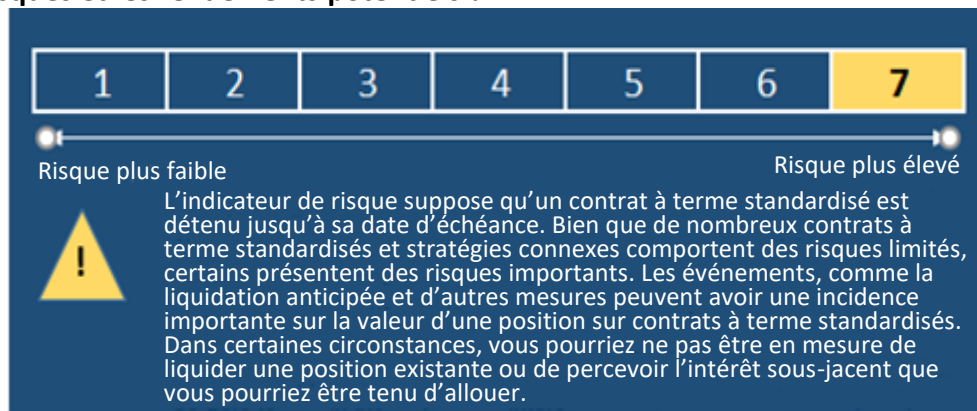 1 2 3 4 5 6 7
Risque plus faible
Risque plus élevé
L’indicateur de risque suppose qu’un contrat à terme standardisé est
détenu jusqu’à sa date d’échéance. Bien que de nombreux contrats à
terme standardisés et stratégies connexes comportent des risques limités,
certains présentent des risques importants. Les événements, comme la
liquidation anticipée et d’autres mesures peuvent avoir une incidence
importante sur la valeur d’une position sur contrats à terme standardisés.
Dans certaines circonstances, vous pourriez ne pas être en mesure de
liquider une position existante ou de percevoir l’intérêt sous-jacent que
vous pourriez être tenu d’allouer.
!